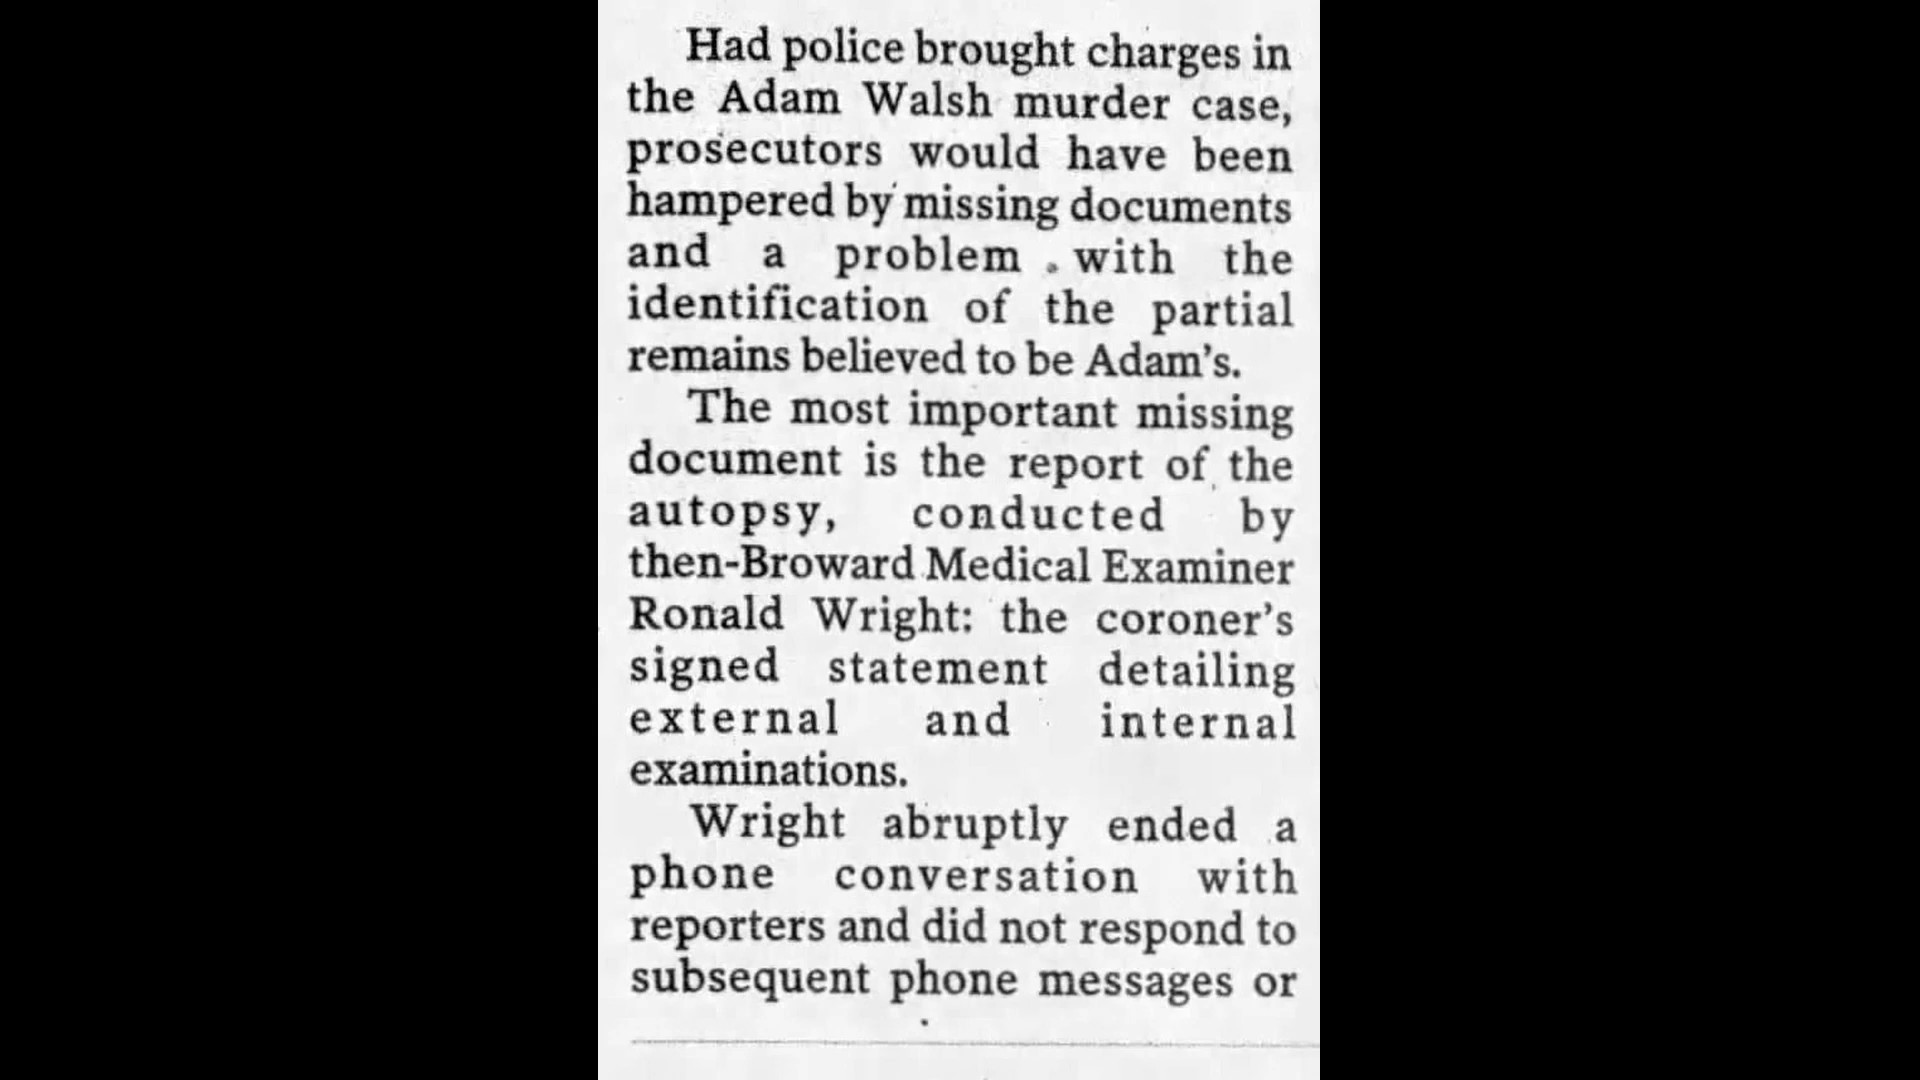 Had police brought charges in
the Adam Walsh murder case,
prosecutors would have been
hampered by missing documents
and a problem with the
identification of the partial
remains believed to be Adam's.
The most important missing
document is the report of the
autopsy, conducted by
then-Broward Medical Examiner
Ronald Wright: the coroner's
signed statement detailing
external and internal
examinations.
Wright abruptly ended a
phone conversation with
reporters and did not respond to
subsequent phone messages or